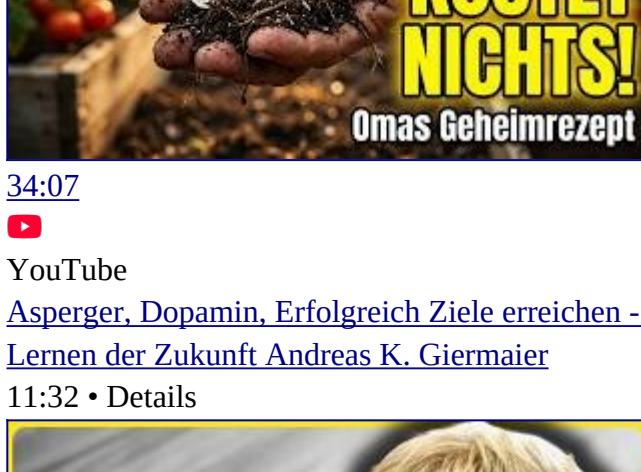 KOSTET
NICHTS!
Omas Geheimrezept
34:07
YouTube
Asperger, Dopamin, Erfolgreich Ziele erreichen -
Lernen der Zukunft Andreas K. Giermaier
11:32 • Details